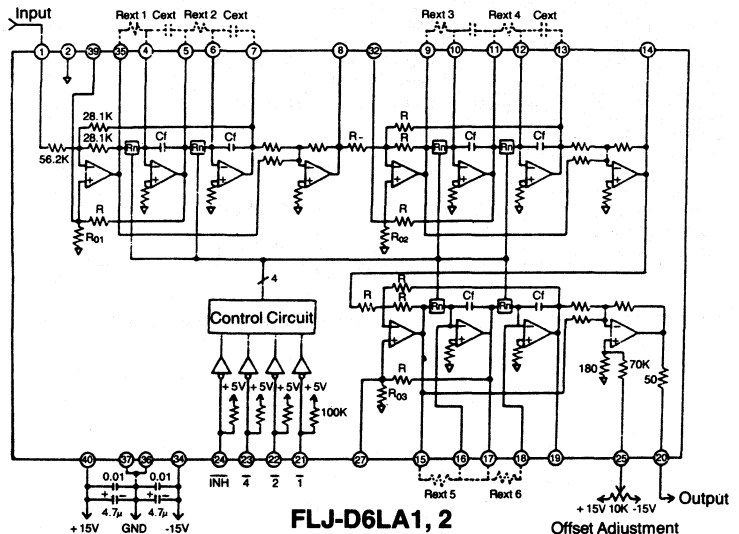 Input
Rext 1 Cext Rext 2 Cext
Rext 3 Rext 4 Cext
1 2 39 35 4 5 6 7 8 32 9 10 11 12 13 14
28.1K
28.1K
56.2K
Rn Cf Rn Cf
R-
R
R
Rn Cf Rn Cf
R
R01
R
R02
4
Control Circuit
R
R
R
Rn Cf Rn Cf
R
R03
180 70K 50
+5V +5V +5V +5V
100K
40 37 36 34 24 23 22 21 27 15 16 17 18 19 25 20
INH 4 2 1
0.01 0.01
+ - + -
4.7μ 4.7μ
+15V GND -15V
Rext 5 Rext 6
+15V 10K -15V
Output
FLJ-D6LA1, 2
Offset Adjustment